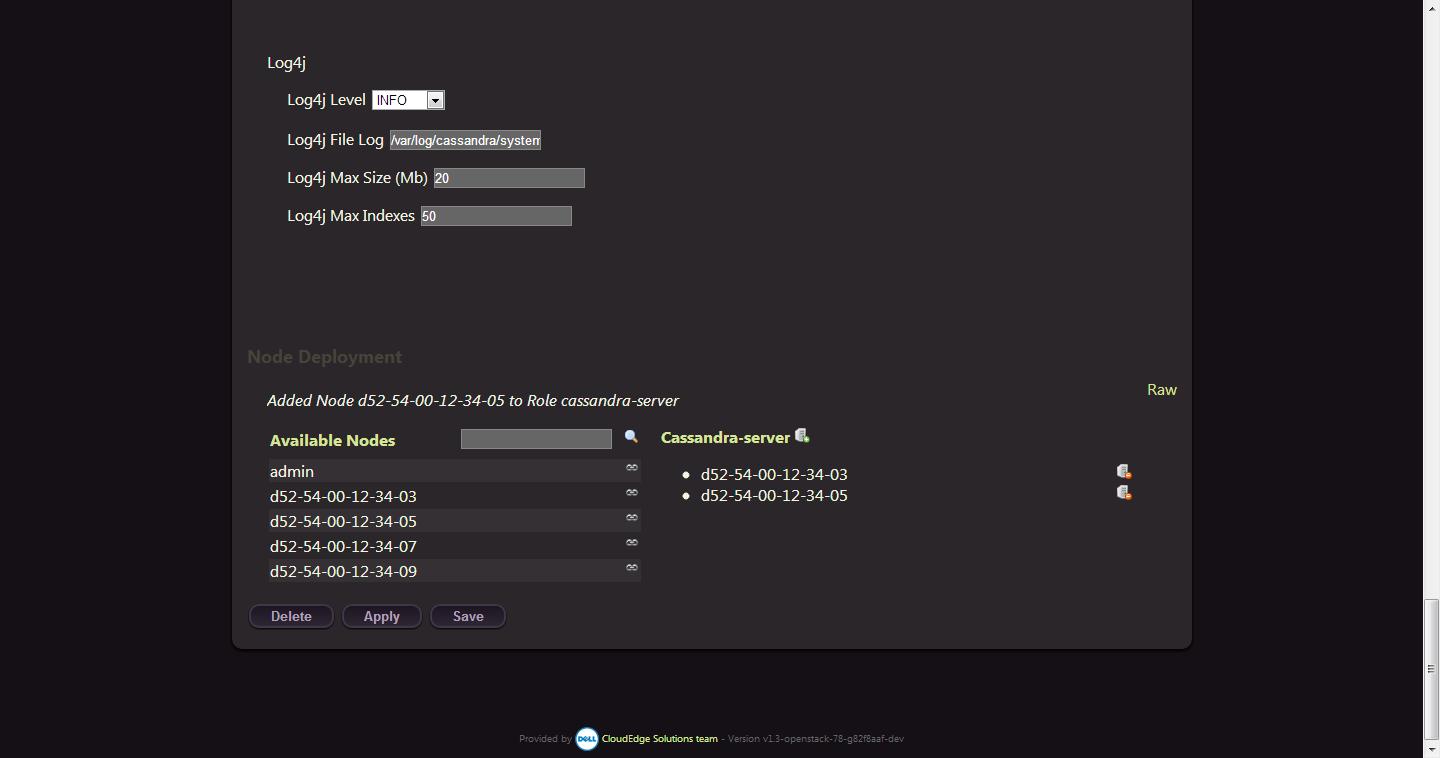 Log4j
Log4j Level INFO
Log4j File Log /var/log/cassandra/system
Log4j Max Size (Mb) 20
Log4j Max Indexes 50
Node Deployment
Raw
Added Node d52-54-00-12-34-05 to Role cassandra-server
Available Nodes
admin
d52-54-00-12-34-03
d52-54-00-12-34-05
d52-54-00-12-34-07
d52-54-00-12-34-09
Cassandra-server
d52-54-00-12-34-03
d52-54-00-12-34-05
Delete Apply Save
Provided by DELL CloudEdge Solutions team - Version v1.3-openstack-78-g82f8aaf-dev